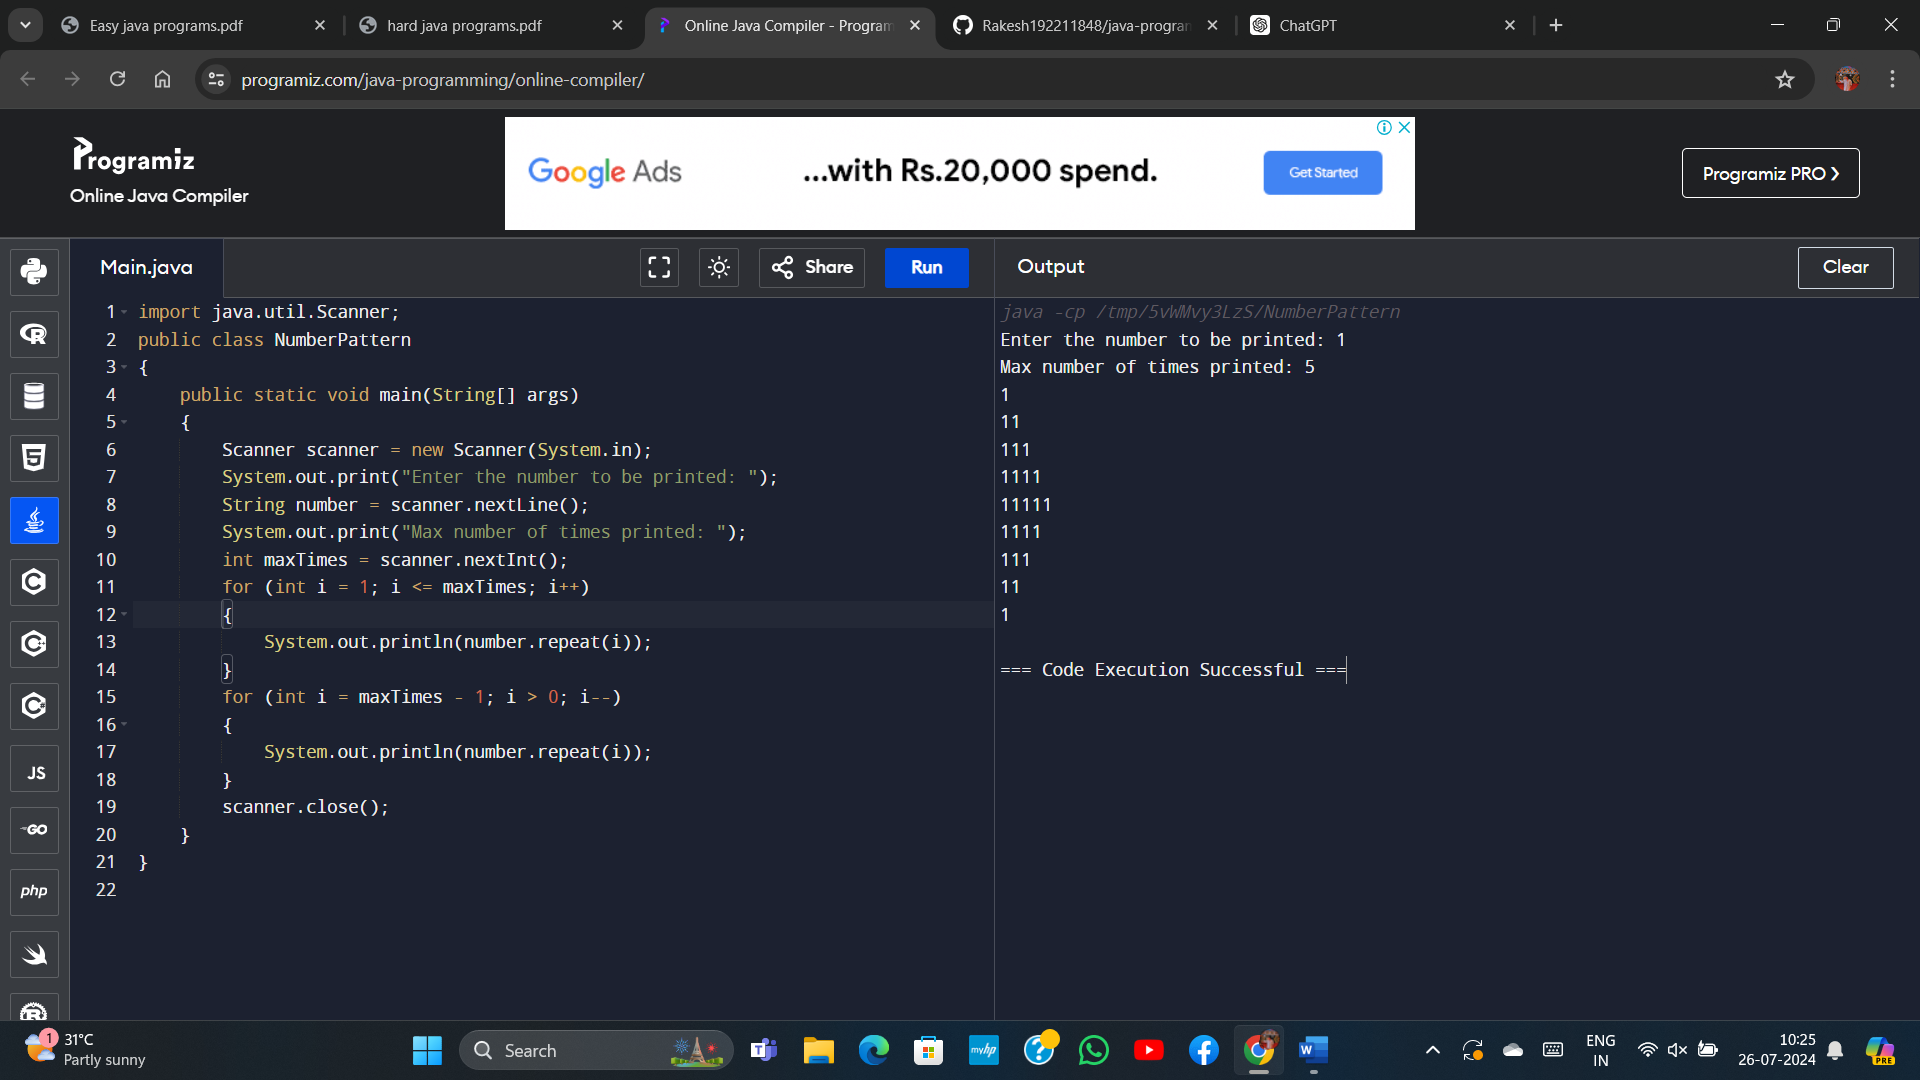 Easy java programs.pdf
hard java programs.pdf
Online Java Compiler - Program
Rakesh192211848/java-progran
ChatGPT
programiz.com/java-programming/online-compiler/
Programiz
Online Java Compiler
Google Ads
...with Rs.20,000 spend.
Get Started
Programiz PRO ❯
Main.java
Share
Run
Output
Clear
1 import java.util.Scanner;
2 public class NumberPattern
3 {
4 public static void main(String[] args)
5 {
6 Scanner scanner = new Scanner(System.in);
7 System.out.print("Enter the number to be printed: ");
8 String number = scanner.nextLine();
9 System.out.print("Max number of times printed: ");
10 int maxTimes = scanner.nextInt();
11 for (int i = 1; i <= maxTimes; i++)
12 {
13 System.out.println(number.repeat(i));
14 }
15 for (int i = maxTimes - 1; i > 0; i--)
16 {
17 System.out.println(number.repeat(i));
18 }
19 scanner.close();
20 }
21 }
22
java -cp /tmp/5vWMvy3LzS/NumberPattern
Enter the number to be printed: 1
Max number of times printed: 5
1
11
111
1111
11111
1111
111
11
1
=== Code Execution Successful ===
JS
GO
php
1
31°C
Partly sunny
Search
myhp
ENG
IN
10:25
26-07-2024
PRE